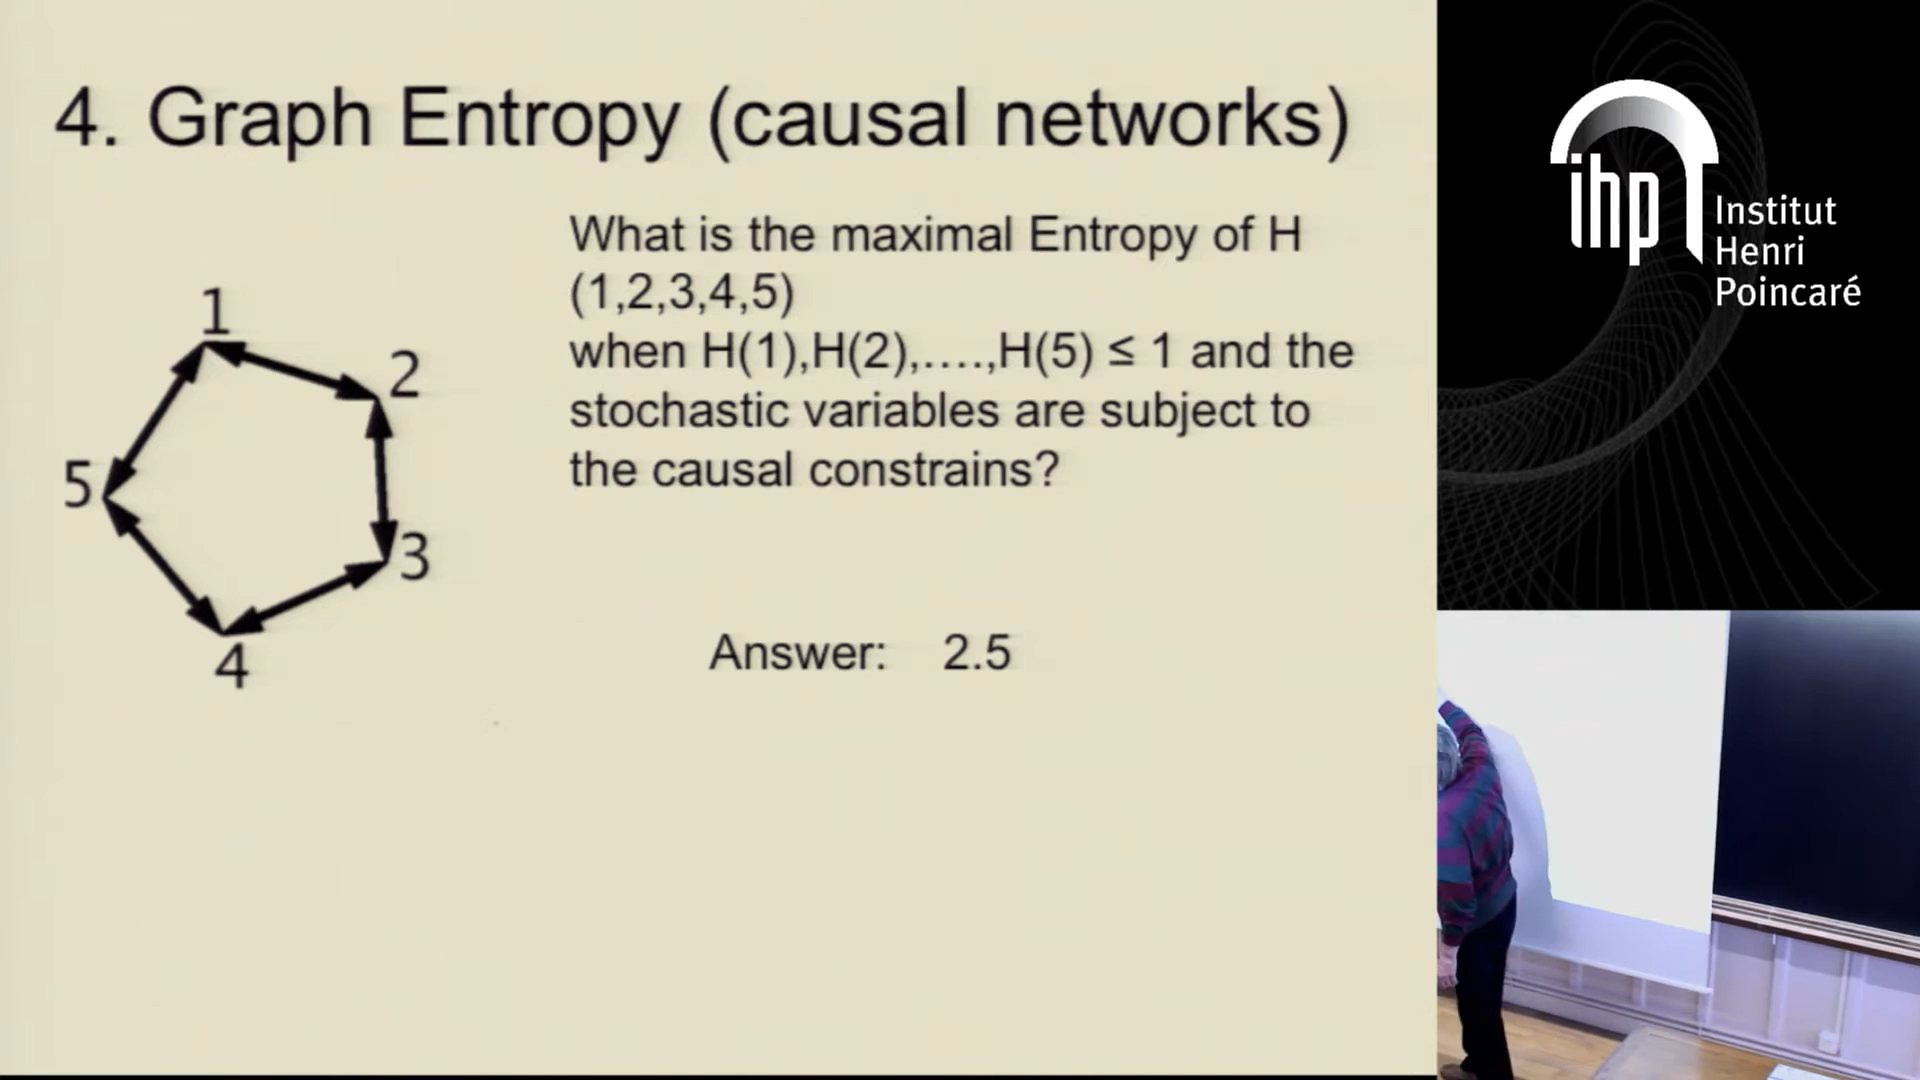 4. Graph Entropy (causal networks)
What is the maximal Entropy of H
(1,2,3,4,5)
when H(1),H(2),....,H(5) ≤ 1 and the
stochastic variables are subject to
the causal constrains?
1
2
5
3
4
Answer: 2.5
ihp
Institut
Henri
Poincaré